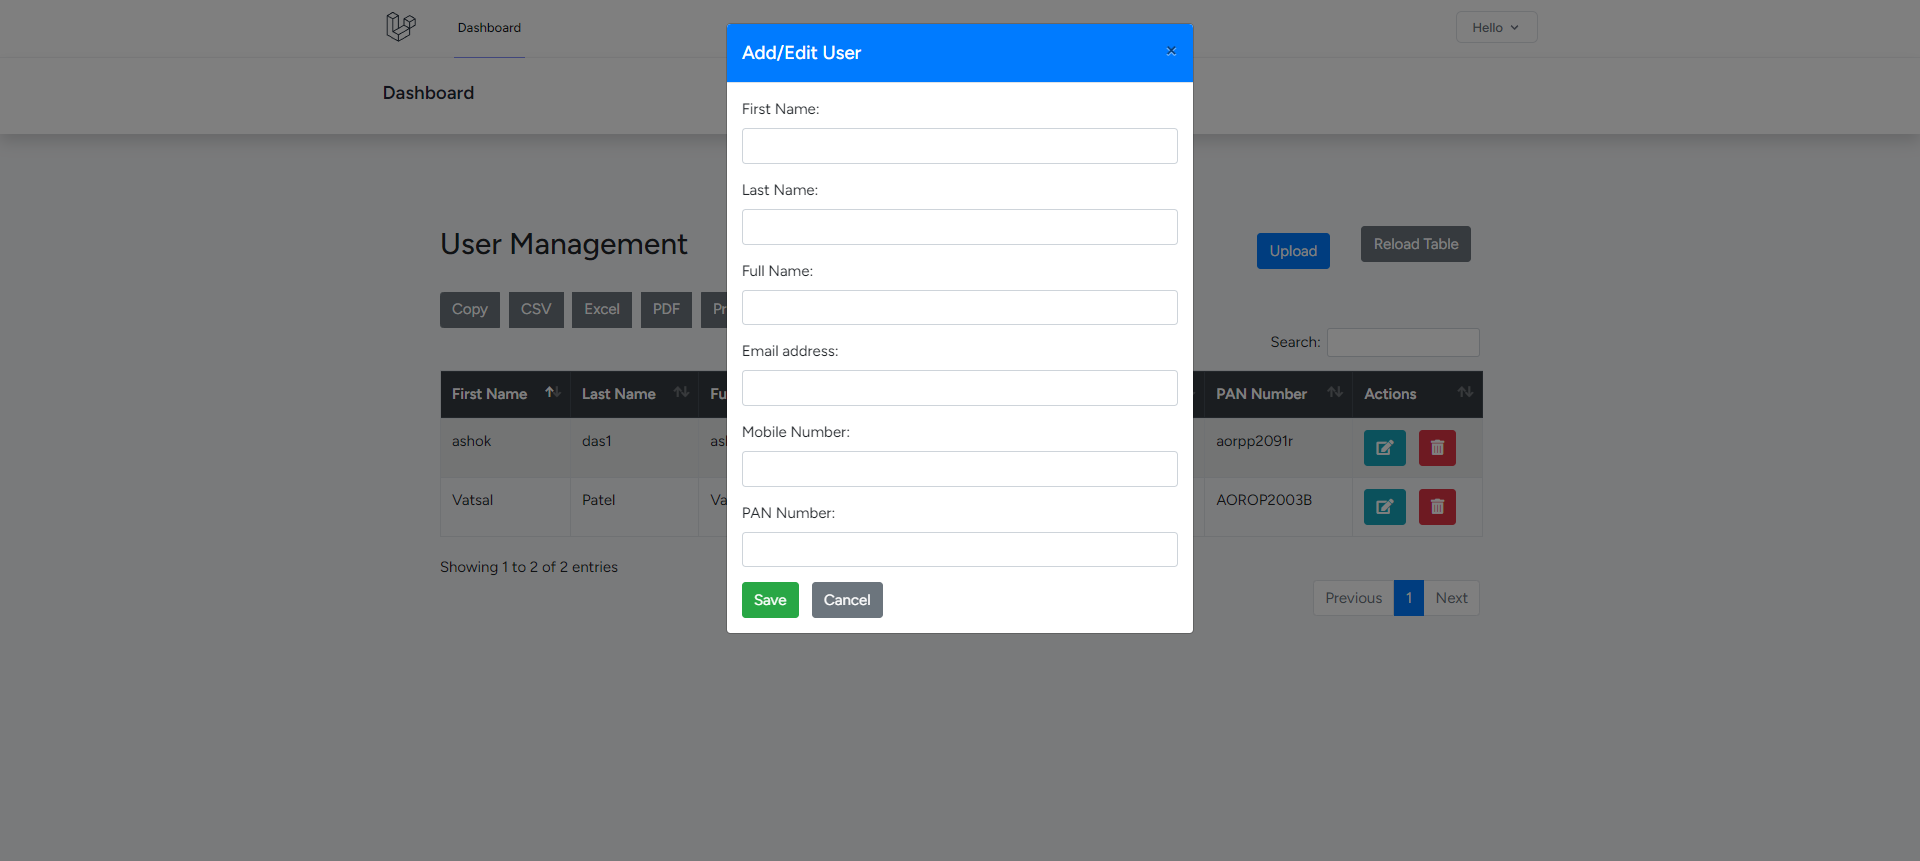 Dashboard
Hello
Dashboard
Add/Edit User
×
First Name:
Last Name:
Full Name:
Email address:
Mobile Number:
PAN Number:
Save Cancel
User Management
Upload Reload Table
Copy CSV Excel PDF Pr
Search:
First Name Last Name Fu PAN Number Actions
ashok das1 as aorpp2091r
Vatsal Patel Va AOROP2003B
Showing 1 to 2 of 2 entries
Previous 1 Next